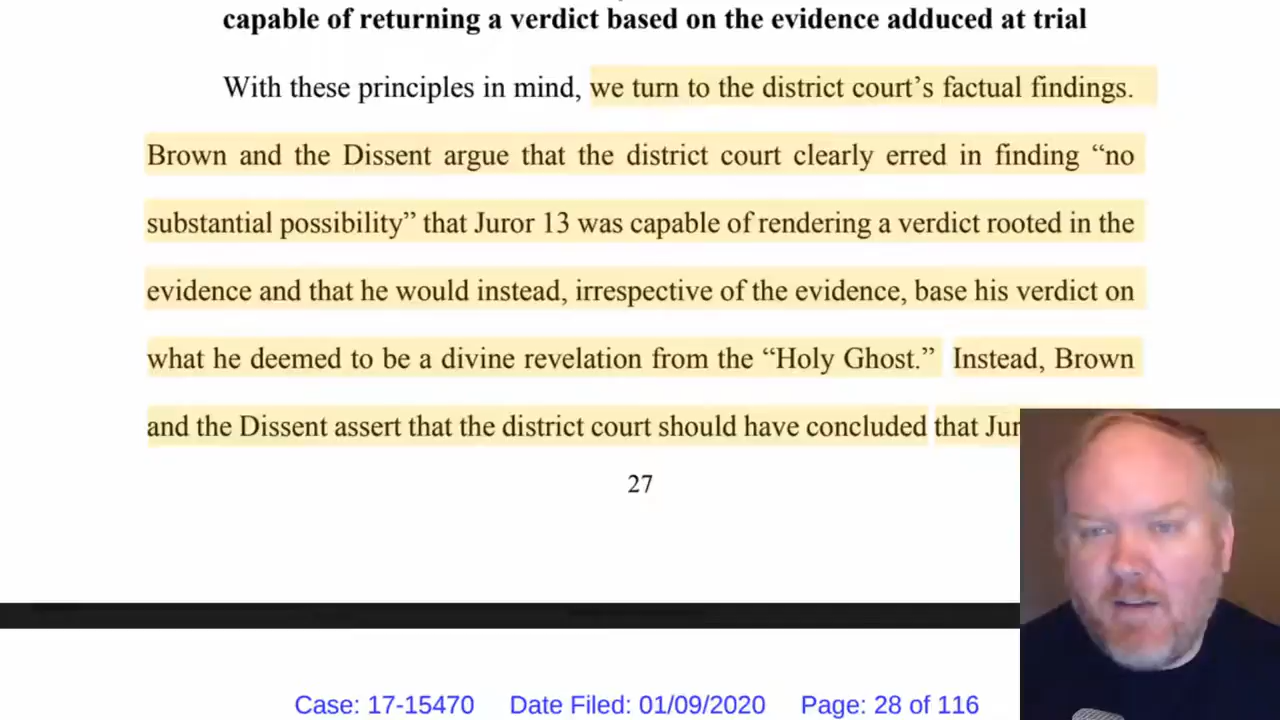 capable of returning a verdict based on the evidence adduced at trial
With these principles in mind, we turn to the district court’s factual findings.
Brown and the Dissent argue that the district court clearly erred in finding “no
substantial possibility” that Juror 13 was capable of rendering a verdict rooted in the
evidence and that he would instead, irrespective of the evidence, base his verdict on
what he deemed to be a divine revelation from the “Holy Ghost.” Instead, Brown
and the Dissent assert that the district court should have concluded that
27
Case: 17-15470 Date Filed: 01/09/2020 Page: 28 of 116